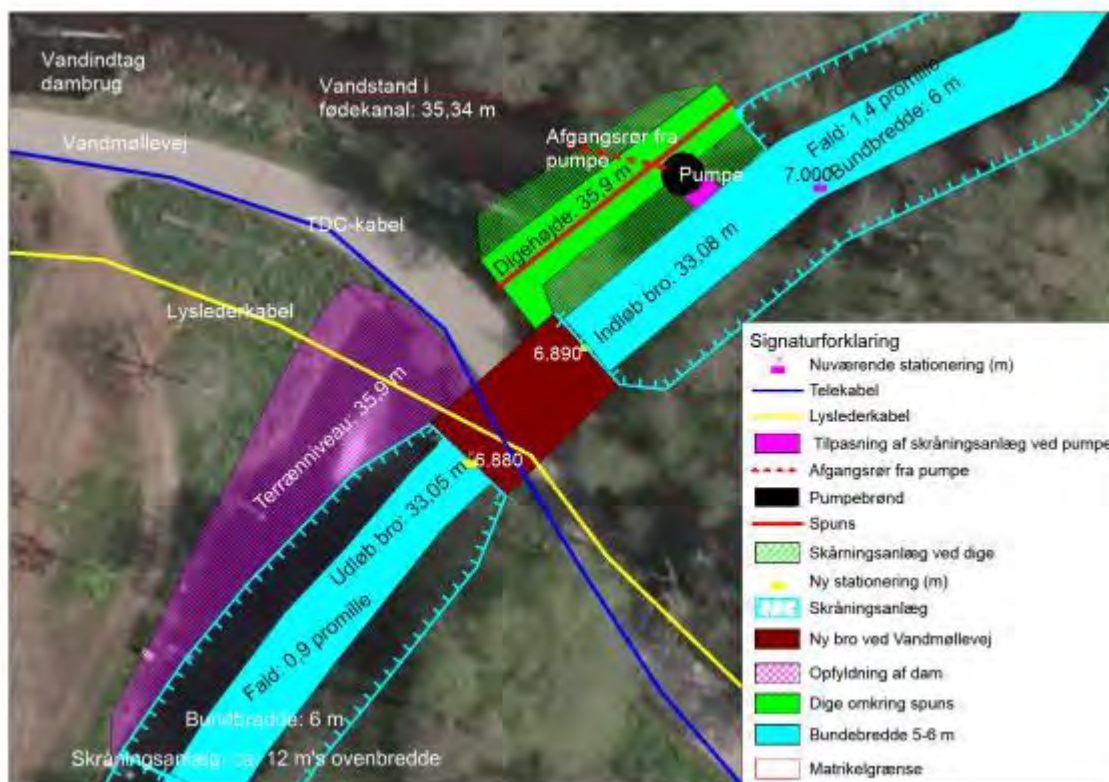 Vandindtag
dambrug
Vandstand i
fødekanal: 35,34 m
Vandmøllevej
Afgangsrør fra
pumpe
Pumpe
Fald: 1,4 promille
Bundbredde: 6 m
7.000
TDC-kabel
Digehøjde: 35,9 m
Indløb bro: 33,08 m
Lyslederkabel
6.890
Terrænniveau: 35,9 m
6.880
Udløb bro: 33,05 m
Fald: 0,9 promille
Bundbredde: 6 m
Skråningsanlæg: ca. 12 m's ovenbredde
Signaturforklaring
Nuværende stationering (m)
Telekabel
Lyslederkabel
Tilpasning af skråningsanlæg ved pumpe
Afgangsrør fra pumpe
Pumpebrønd
Spuns
Skårningsanlæg ved dige
Ny stationering (m)
Skråningsanlæg
Ny bro ved Vandmøllevej
Opfyldning af dam
Dige omkring spuns
Bundebredde 5-6 m
Matrikelgrænse